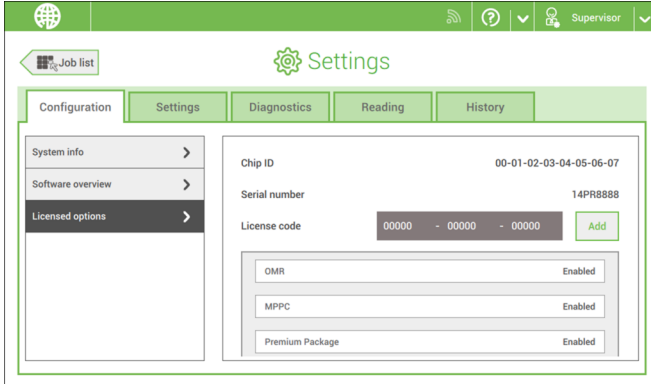 ? Supervisor
Job list
Settings
Configuration Settings Diagnostics Reading History
System info
Software overview
Licensed options
Chip ID 00-01-02-03-04-05-06-07
Serial number 14PR8888
License code 00000 - 00000 - 00000 Add
OMR Enabled
MPPC Enabled
Premium Package Enabled